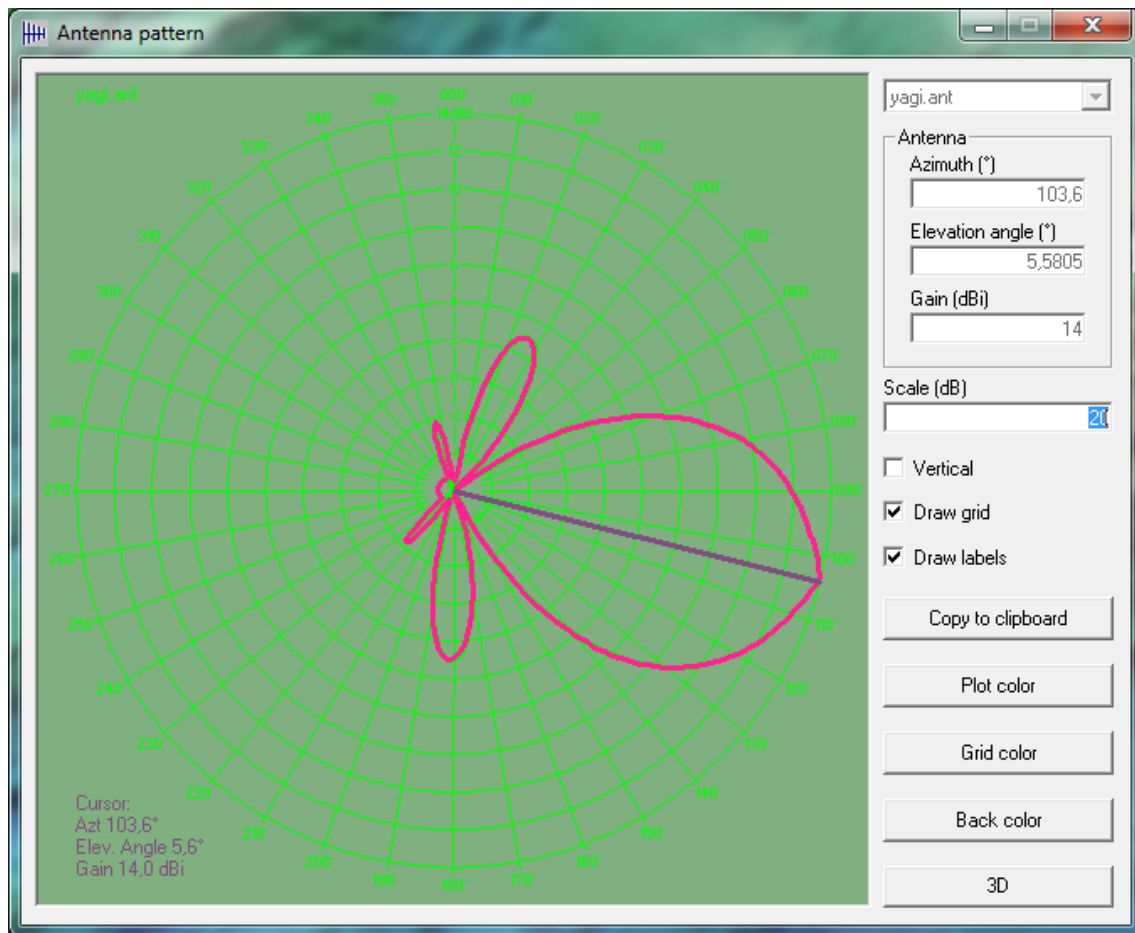 Antenna pattern
yagi.ant
000°
14dBi
350°
010°
340°
020°
330°
030°
320°
040°
310°
050°
300°
060°
290°
070°
280°
080°
270°
090°
260°
100°
250°
110°
240°
120°
230°
130°
220°
140°
210°
150°
200°
160°
190°
180°
170°
12
10
8
6
4
2
0
-2
Cursor:
Azt 103,6°
Elev. Angle 5,6°
Gain 14,0 dBi
yagi.ant
Antenna
Azimuth (°)
103,6
Elevation angle (°)
5,5805
Gain (dBi)
14
Scale (dB)
20
Vertical
Draw grid
Draw labels
Copy to clipboard
Plot color
Grid color
Back color
3D